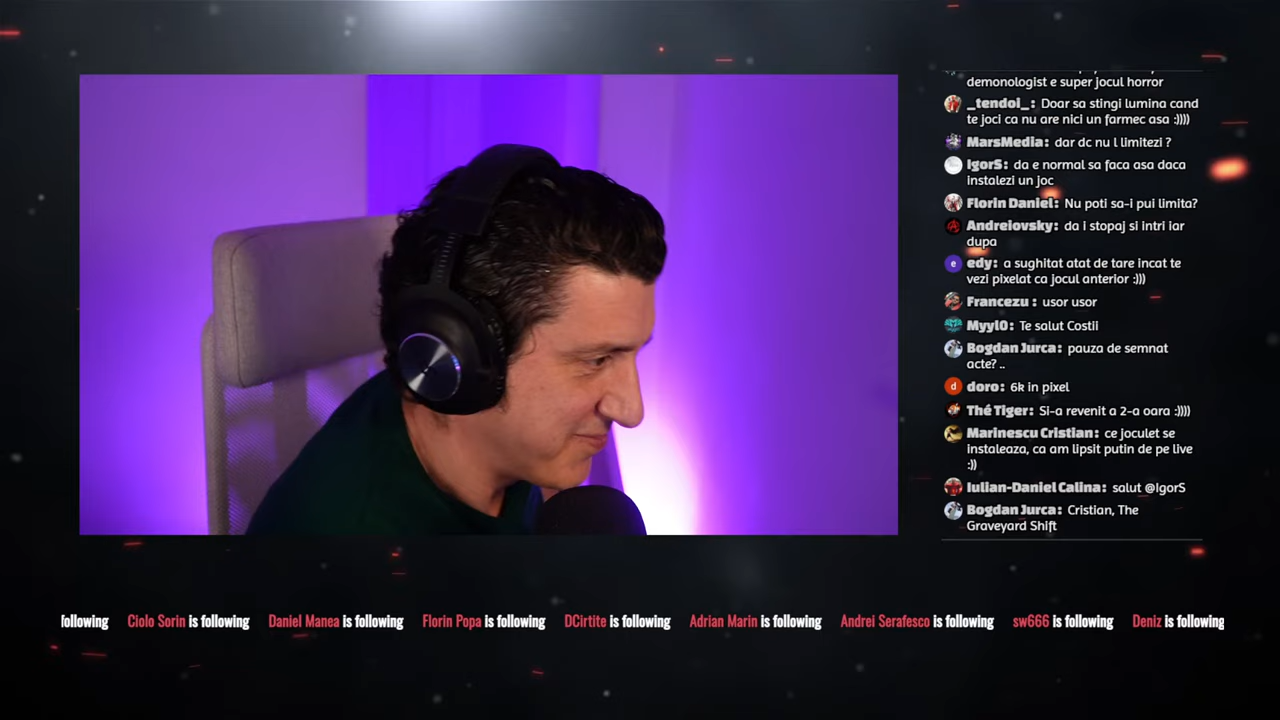 demonologist e super jocul horror
_tendoi_: Doar sa stingi lumina cand
te joci ca nu are nici un farmec asa :))))
MarsMedia: dar dc nu l limitezi ?
IgorS: da e normal sa faca asa daca
instalezi un joc
Florin Daniel: Nu poti sa-i pui limita?
Andreiovsky: da i stopaj si intri iar
dupa
e edy: a sughitat atat de tare incat te
vezi pixelat ca jocul anterior :)))
Francezu : usor usor
Myyl0: Te salut Costii
Bogdan Jurca: pauza de semnat
acte? ..
d doro: 6k in pixel
Thé Tiger: Si-a revenit a 2-a oara :))))
Marinescu Cristian: ce joculet se
instaleaza, ca am lipsit putin de pe live
:))
Iulian-Daniel Calina: salut @IgorS
Bogdan Jurca: Cristian, The
Graveyard Shift
following Ciolo Sorin is following Daniel Manea is following Florin Popa is following DCirtite is following Adrian Marin is following Andrei Serafesco is following sw666 is following Deniz is following